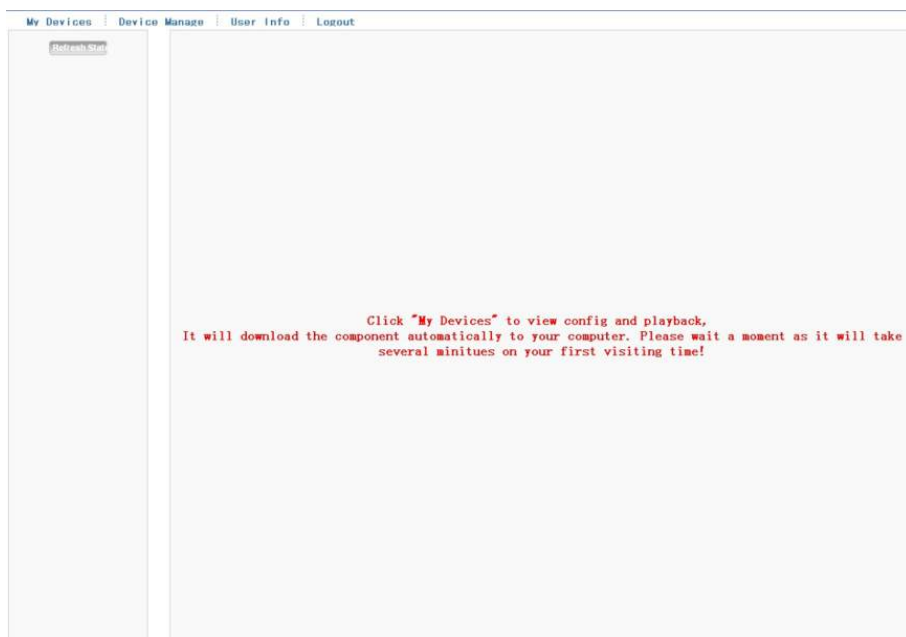 My Devices
Device Manage
User Info
Logout
Refresh State
Click "My Devices" to view config and playback,
It will download the component automatically to your computer. Please wait a moment as it will take
several minitues on your first visiting time!